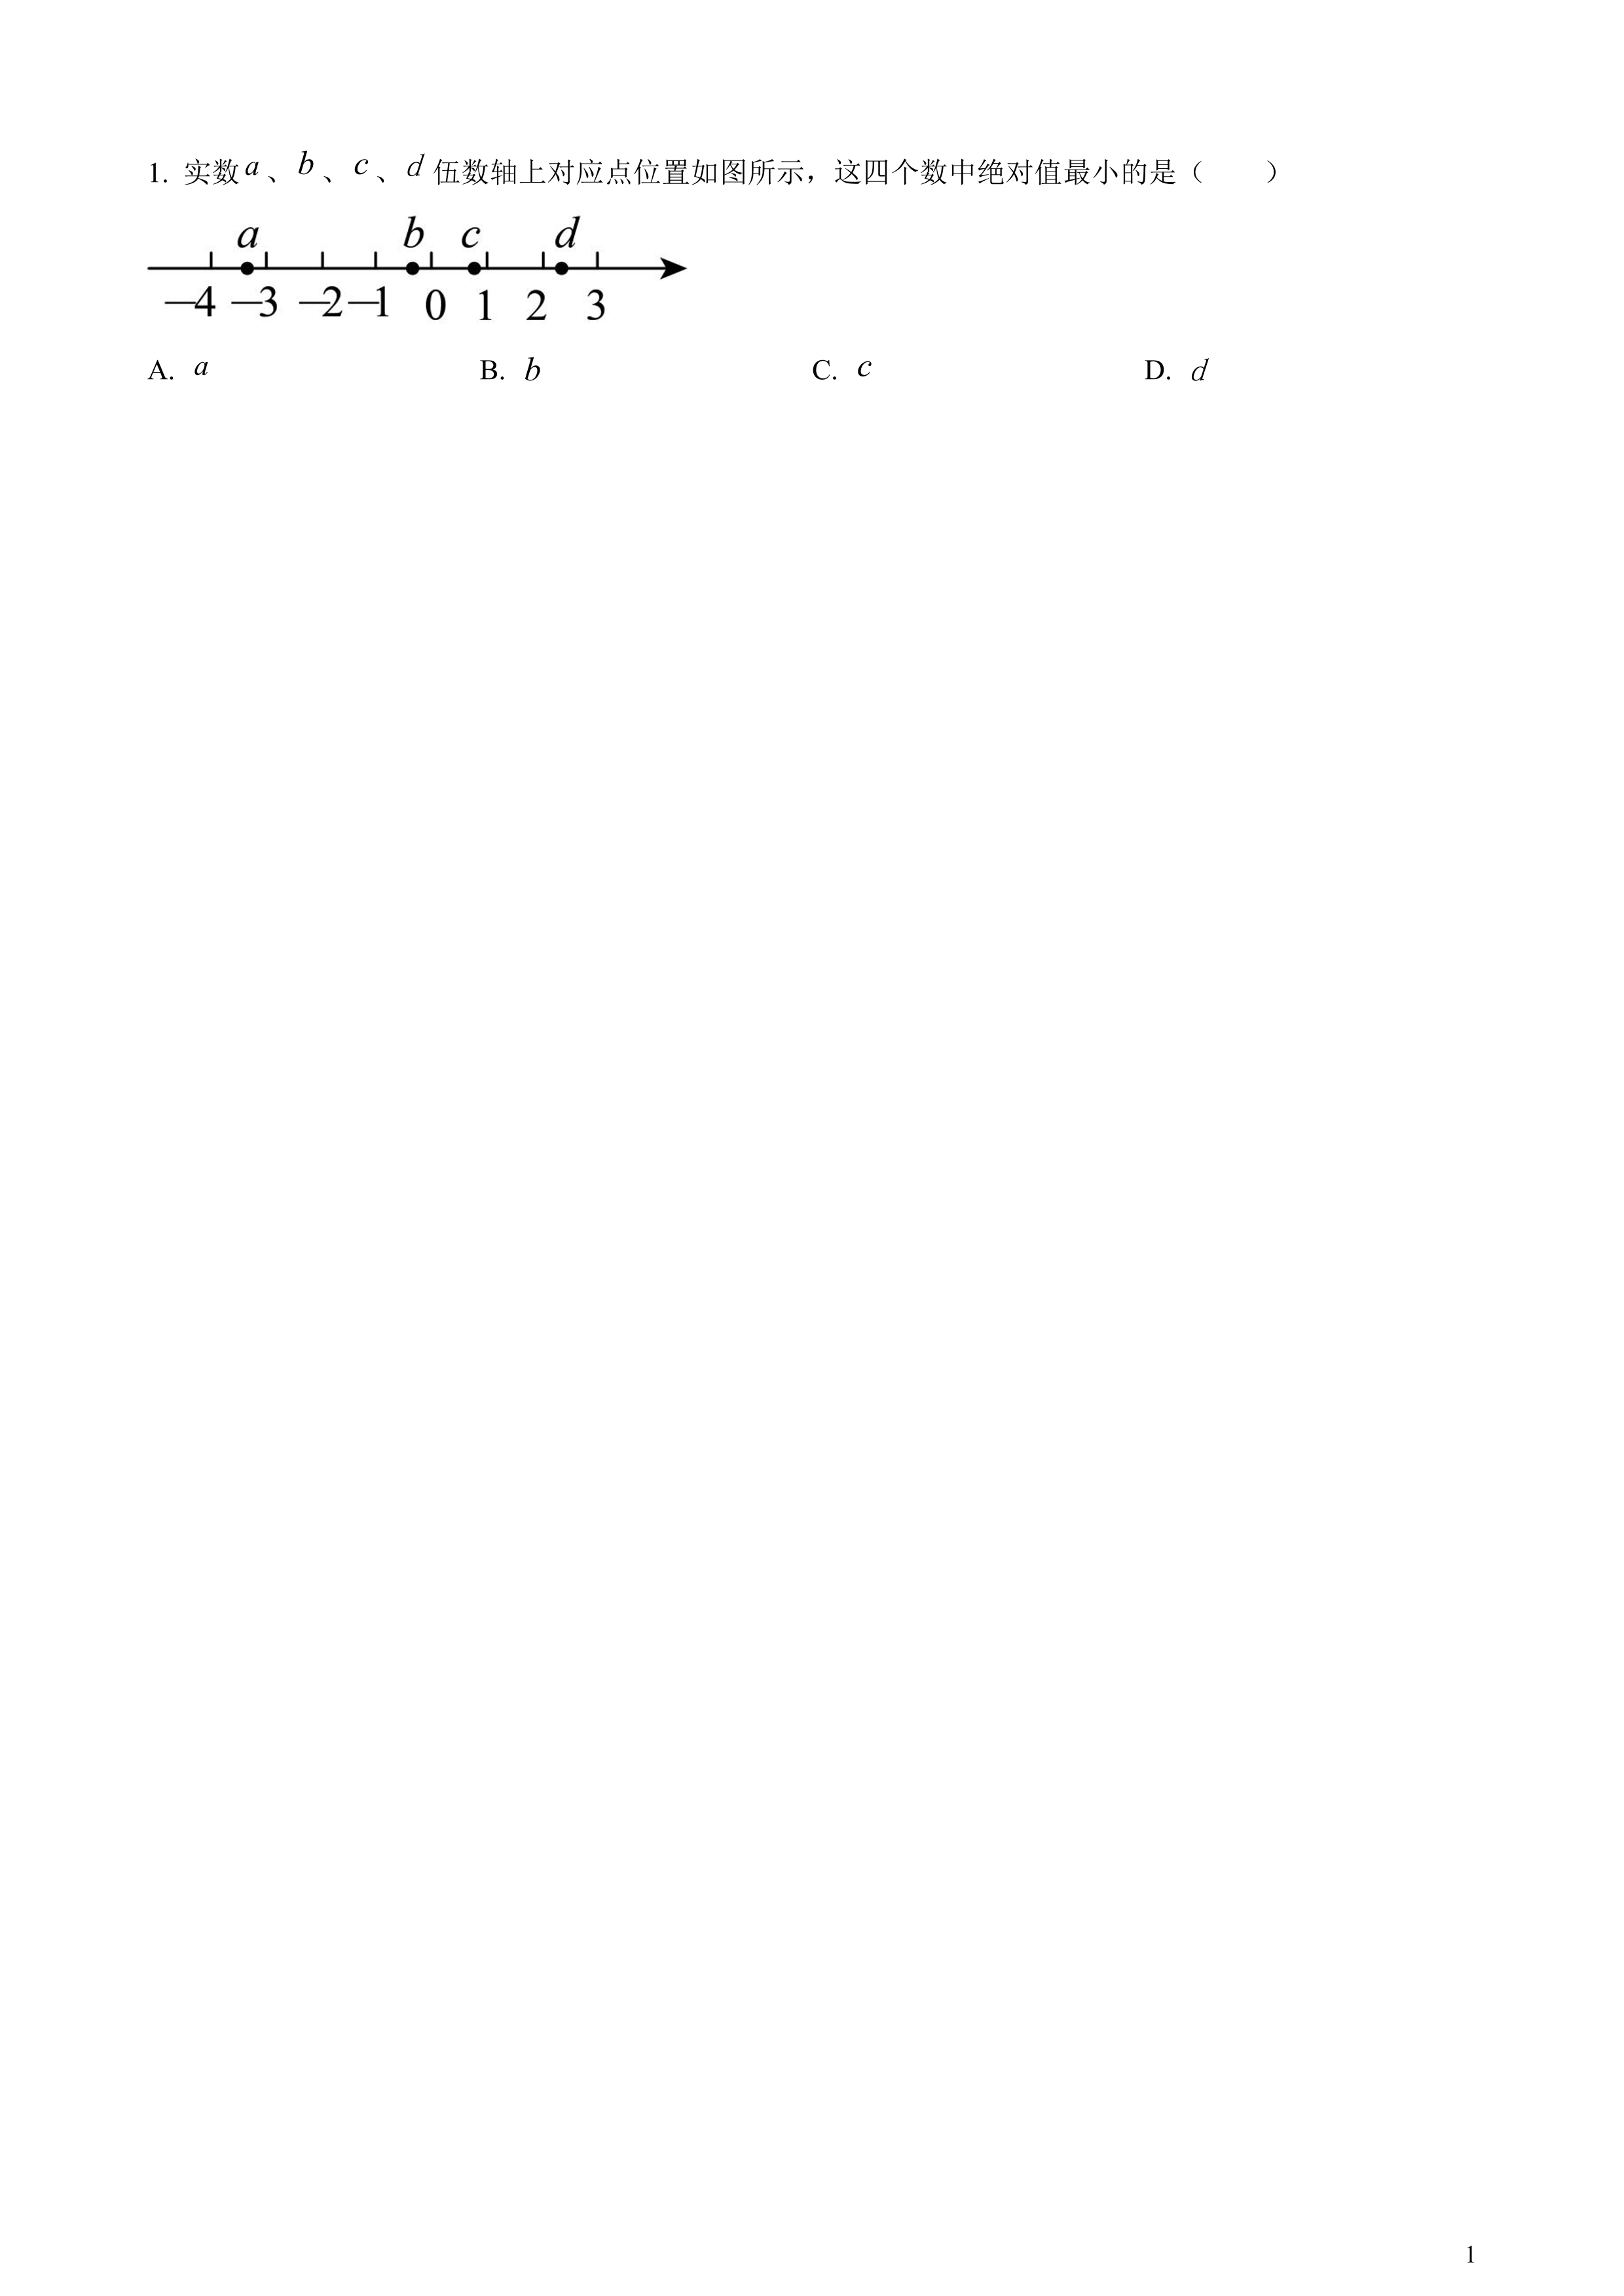 1. 实数 a 、 b 、 c 、 d 伍数轴上对应点位置如图所示，这四个数中绝对值最小的是（　　）
a b c d
—4 —3 —2 —1 0 1 2 3
A. a B. b C. c D. d
1